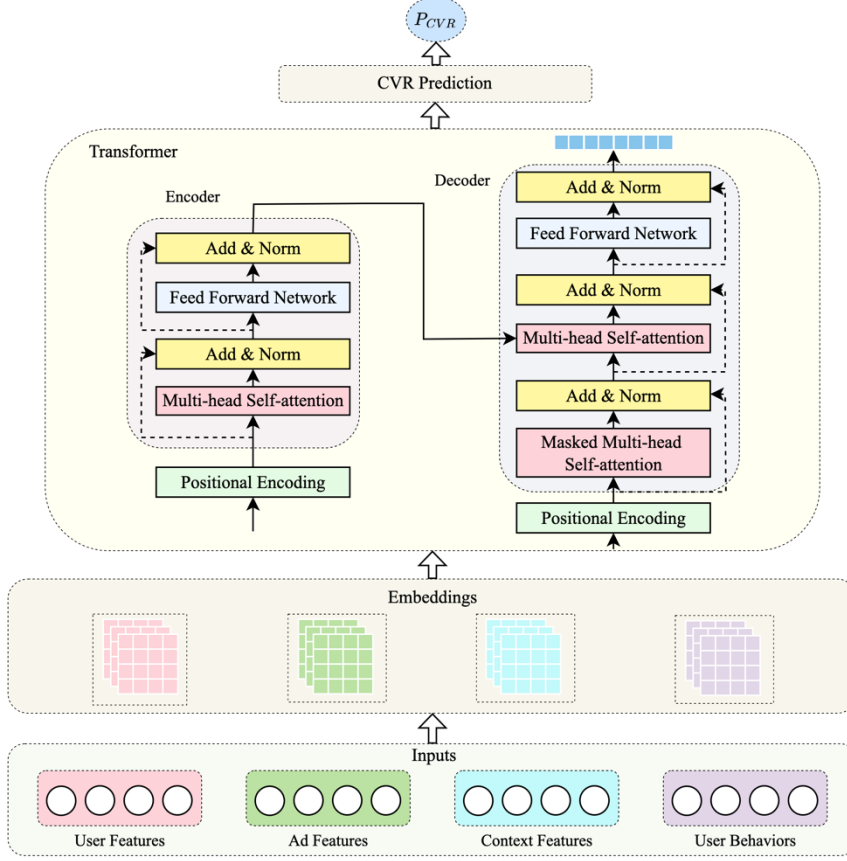 P_CVR
CVR Prediction
Transformer
Encoder
Add & Norm
Feed Forward Network
Add & Norm
Multi-head Self-attention
Positional Encoding
Decoder
Add & Norm
Feed Forward Network
Add & Norm
Multi-head Self-attention
Add & Norm
Masked Multi-head
Self-attention
Positional Encoding
Embeddings
Inputs
User Features
Ad Features
Context Features
User Behaviors